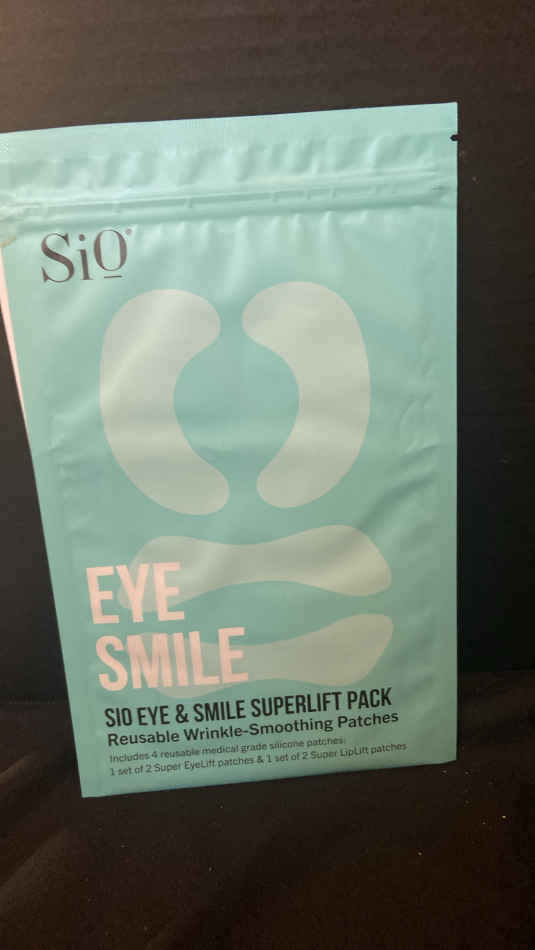 SiO®
EYE
SMILE
SIO EYE & SMILE SUPERLIFT PACK
Reusable Wrinkle-Smoothing Patches
Includes 4 reusable medical grade silicone patches:
1 set of 2 Super EyeLift patches & 1 set of 2 Super LipLift patches